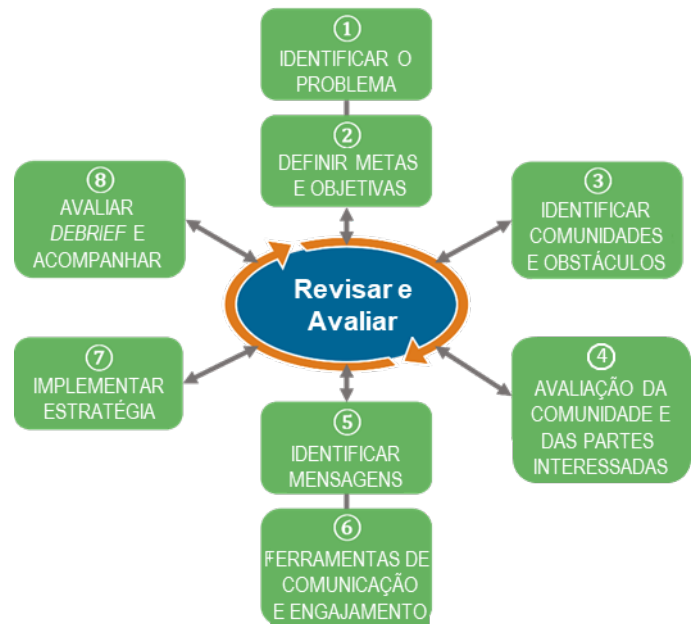 ①
IDENTIFICAR O
PROBLEMA
②
DEFINIR METAS
E OBJETIVAS
③
IDENTIFICAR
COMUNIDADES
E OBSTÁCULOS
④
AVALIAÇÃO DA
COMUNIDADE E
DAS PARTES
INTERESSADAS
⑤
IDENTIFICAR
MENSAGENS
⑥
FERRAMENTAS DE
COMUNICAÇÃO
E ENGAJAMENTO
⑦
IMPLEMENTAR
ESTRATÉGIA
⑧
AVALIAR
DEBRIEF E
ACOMPANHAR
Revisar e
Avaliar